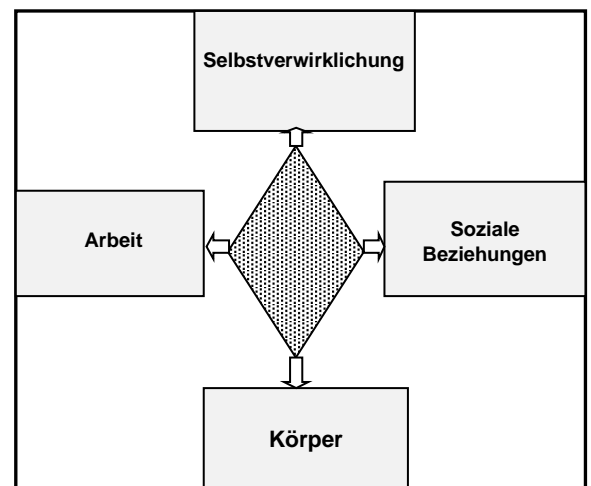 Selbstverwirklichung
Arbeit
Soziale
Beziehungen
Körper